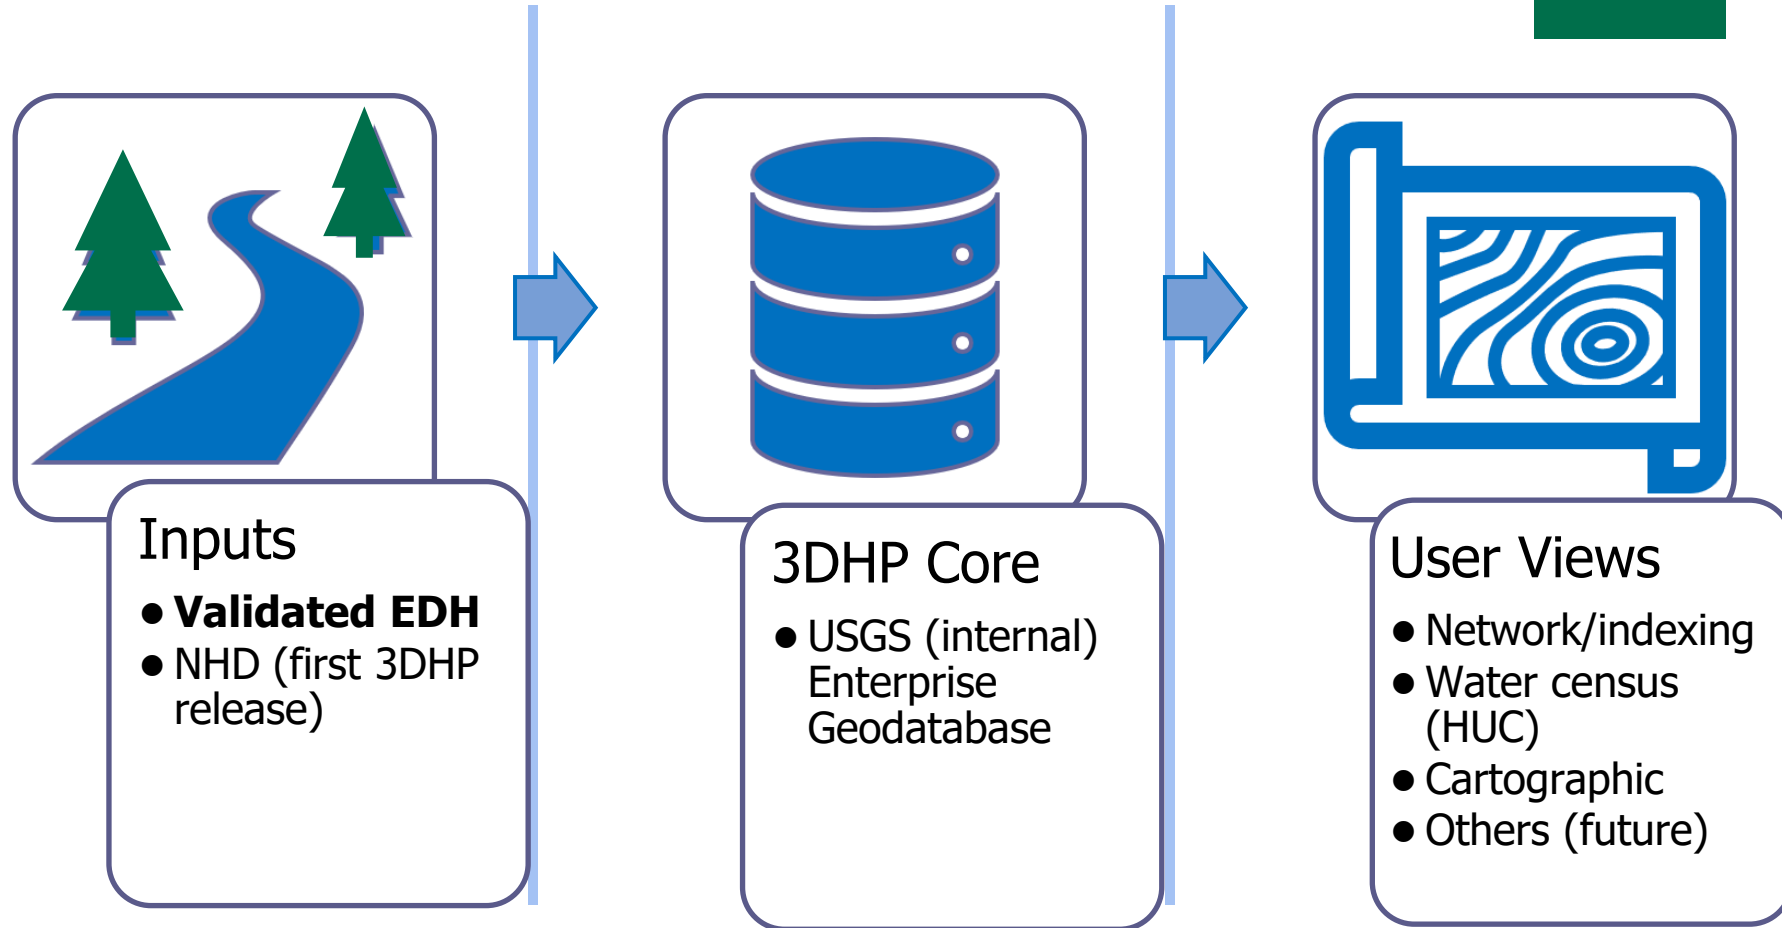 Inputs
● Validated EDH
● NHD (first 3DHP
release)
3DHP Core
● USGS (internal)
Enterprise
Geodatabase
User Views
● Network/indexing
● Water census
(HUC)
● Cartographic
● Others (future)